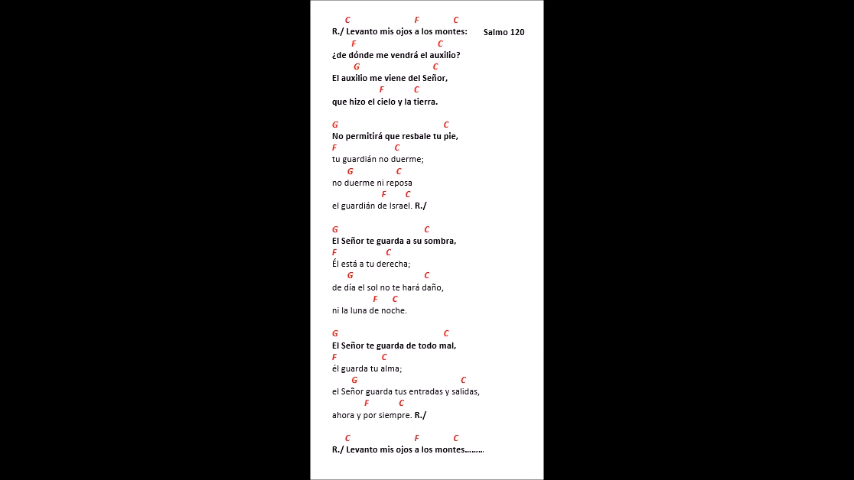 C F C
R./ Levanto mis ojos a los montes: Salmo 120
F C
¿de dónde me vendrá el auxilio?
G C
El auxilio me viene del Señor,
F C
que hizo el cielo y la tierra.
G C
No permitirá que resbale tu pie,
F C
tu guardián no duerme;
G C
no duerme ni reposa
F C
el guardián de Israel. R./
G C
El Señor te guarda a su sombra,
F C
Él está a tu derecha;
G C
de día el sol no te hará daño,
F C
ni la luna de noche.
G C
El Señor te guarda de todo mal,
F C
él guarda tu alma;
G C
el Señor guarda tus entradas y salidas,
F C
ahora y por siempre. R./
C F C
R./ Levanto mis ojos a los montes.........